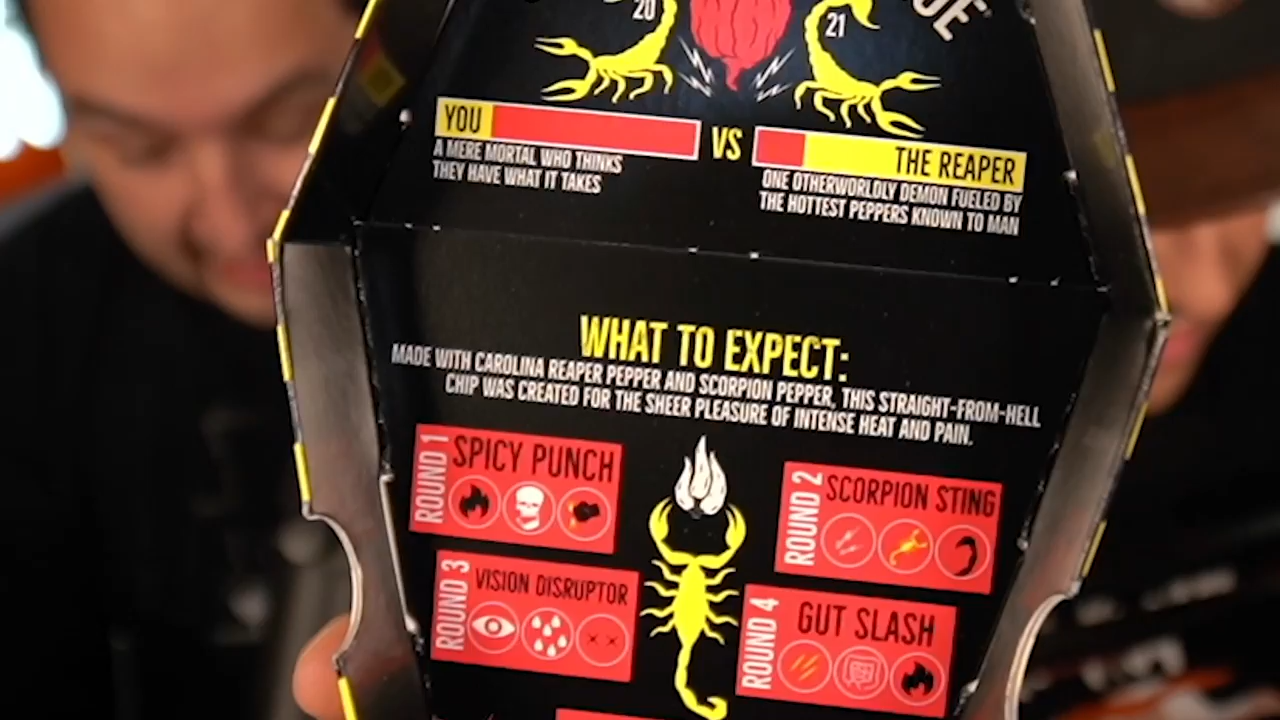 20
21
YOU
VS
THE REAPER
A MERE MORTAL WHO THINKS
THEY HAVE WHAT IT TAKES
ONE OTHERWORLDLY DEMON FUELED BY
THE HOTTEST PEPPERS KNOWN TO MAN
WHAT TO EXPECT:
MADE WITH CAROLINA REAPER PEPPER AND SCORPION PEPPER, THIS STRAIGHT-FROM-HELL
CHIP WAS CREATED FOR THE SHEER PLEASURE OF INTENSE HEAT AND PAIN.
ROUND 1
SPICY PUNCH
ROUND 2
SCORPION STING
ROUND 3
VISION DISRUPTOR
ROUND 4
GUT SLASH